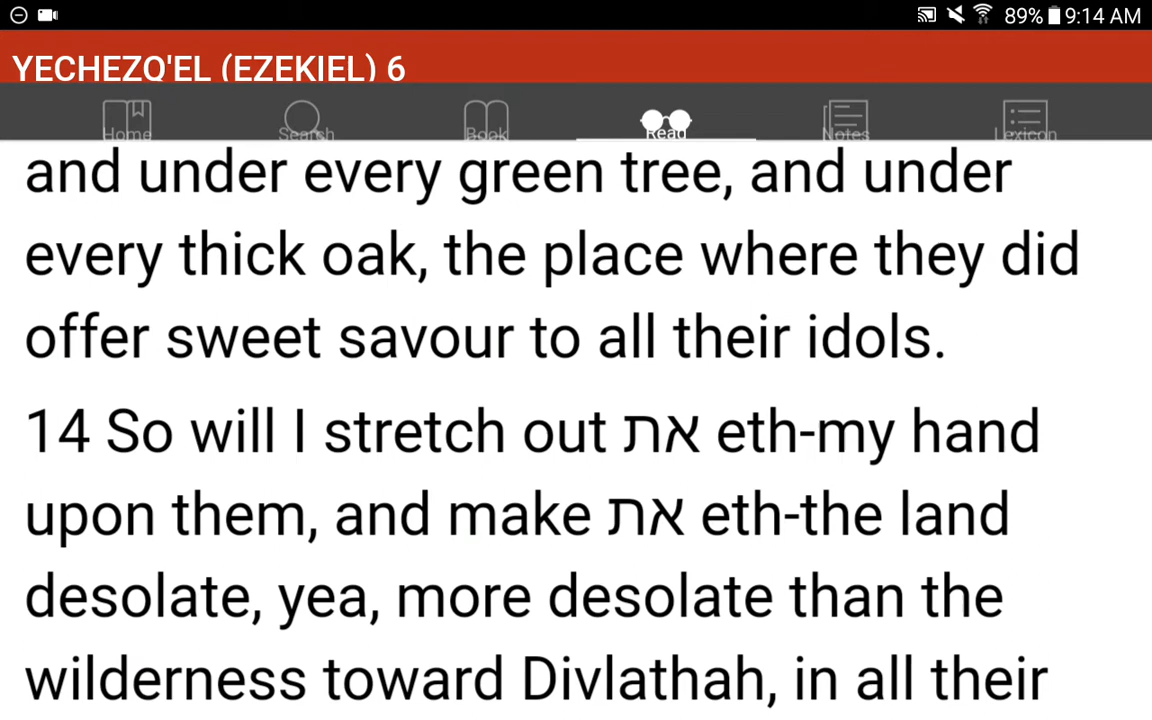 89% 9:14 AM
YECHEZQ'EL (EZEKIEL) 6
Home Search Book Read Notes Lexicon
and under every green tree, and under
every thick oak, the place where they did
offer sweet savour to all their idols.
14 So will I stretch out את eth-my hand
upon them, and make את eth-the land
desolate, yea, more desolate than the
wilderness toward Divlathah, in all their